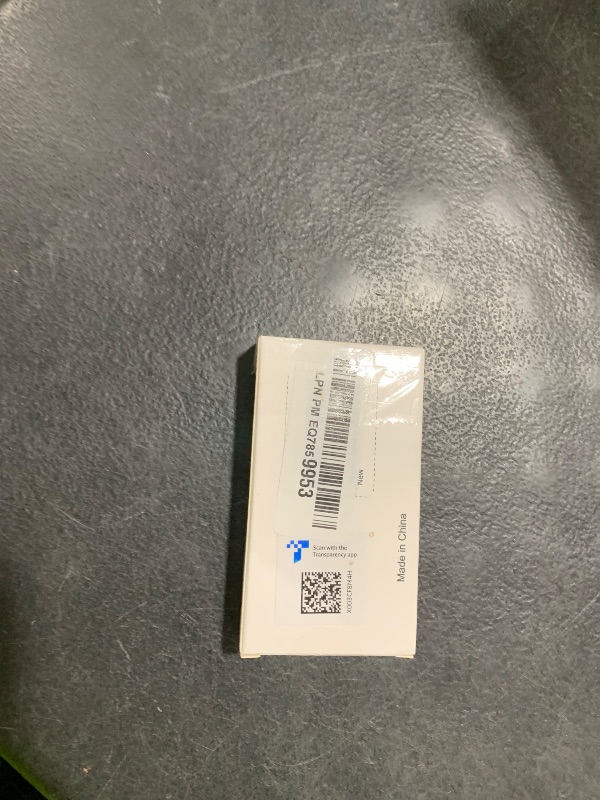 LPN PM EQ7859953
New
Scan with the
Transparency app
Made in China